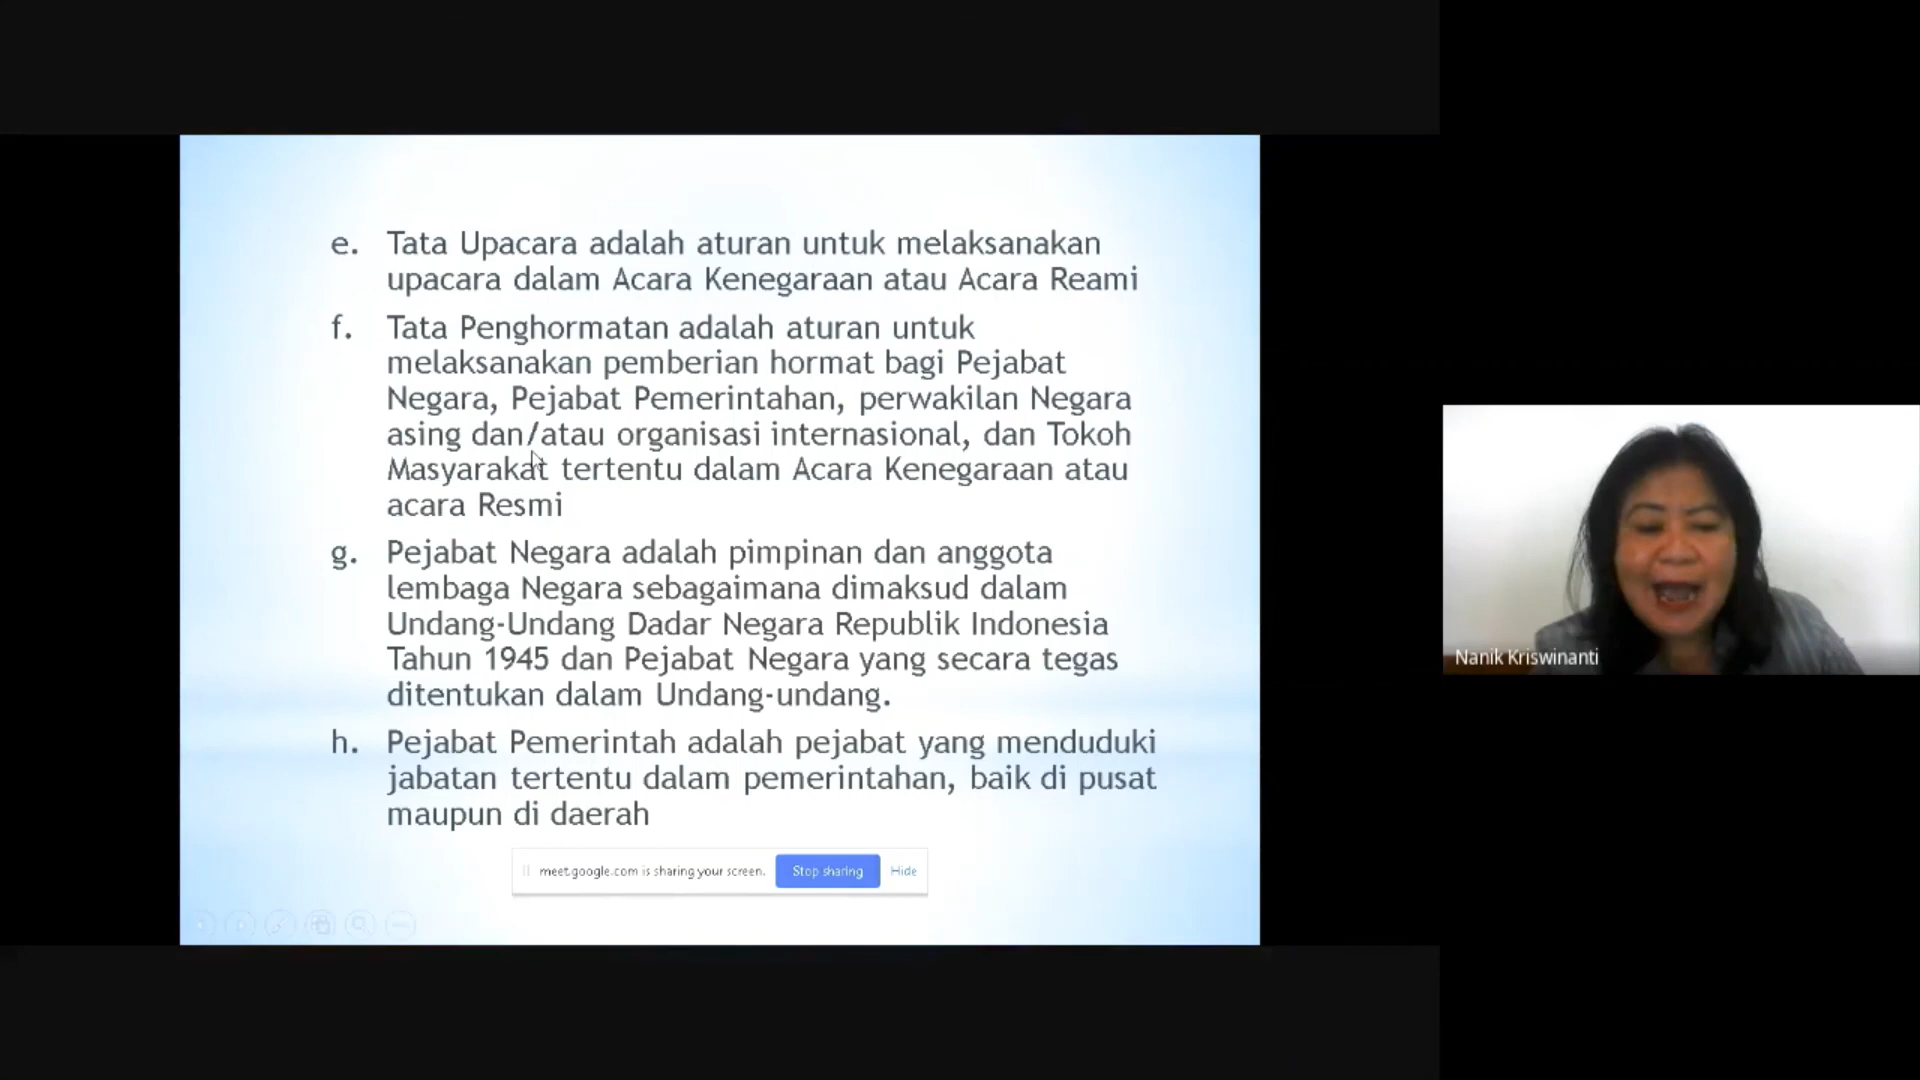 e. Tata Upacara adalah aturan untuk melaksanakan
upacara dalam Acara Kenegaraan atau Acara Reami
f. Tata Penghormatan adalah aturan untuk
melaksanakan pemberian hormat bagi Pejabat
Negara, Pejabat Pemerintahan, perwakilan Negara
asing dan/atau organisasi internasional, dan Tokoh
Masyarakat tertentu dalam Acara Kenegaraan atau
acara Resmi
g. Pejabat Negara adalah pimpinan dan anggota
lembaga Negara sebagaimana dimaksud dalam
Undang-Undang Dadar Negara Republik Indonesia
Tahun 1945 dan Pejabat Negara yang secara tegas
ditentukan dalam Undang-undang.
h. Pejabat Pemerintah adalah pejabat yang menduduki
jabatan tertentu dalam pemerintahan, baik di pusat
maupun di daerah
meet.google.com is sharing your screen. Stop sharing Hide
Nanik Kriswinanti